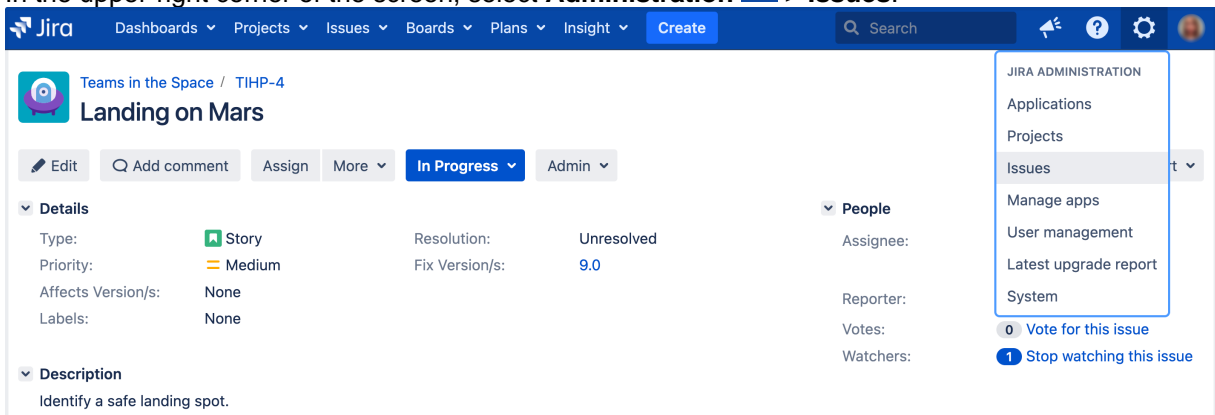 In the upper-right corner of the screen, select Administration > Issues.
Jira Dashboards Projects Issues Boards Plans Insight Create Search
Teams in the Space / TIHP-4
Landing on Mars
Edit Add comment Assign More In Progress Admin
JIRA ADMINISTRATION
Applications
Projects
Issues
Manage apps
User management
Latest upgrade report
System
Details
Type: Story
Priority: Medium
Affects Version/s: None
Labels: None
Resolution: Unresolved
Fix Version/s: 9.0
People
Assignee:
Reporter:
Votes: 0 Vote for this issue
Watchers: 1 Stop watching this issue
Description
Identify a safe landing spot.